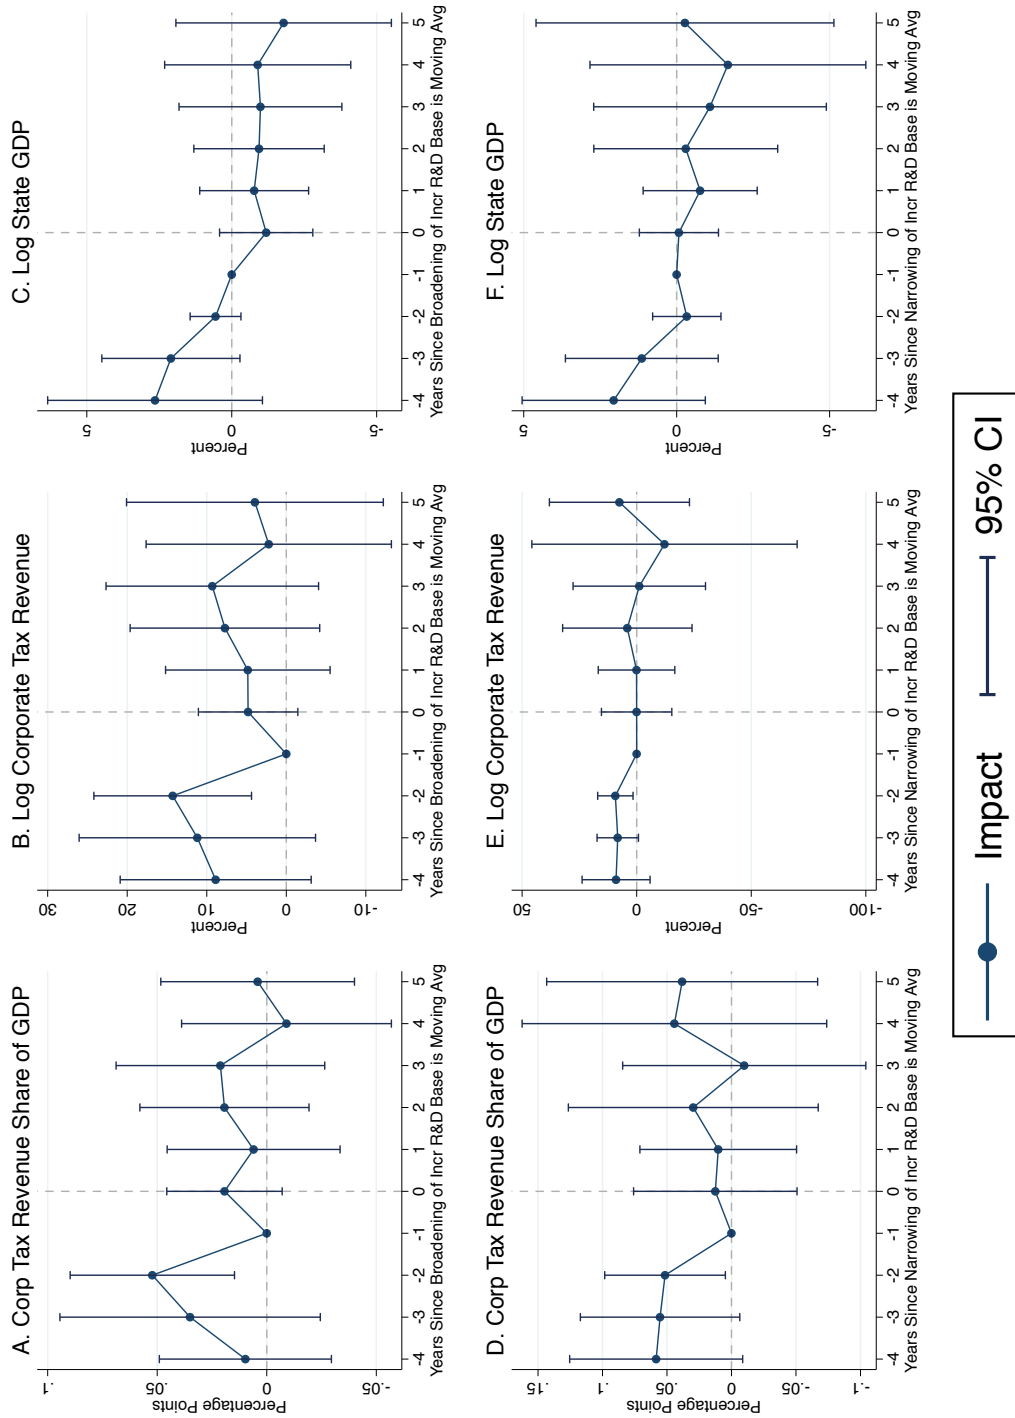 A. Corp Tax Revenue Share of GDP
Percentage Points
.1
.05
0
-.05
-4 -3 -2 -1 0 1 2 3 4 5
Years Since Broadening of Incr R&D Base is Moving Avg
B. Log Corporate Tax Revenue
Percent
30
20
10
0
-10
-4 -3 -2 -1 0 1 2 3 4 5
Years Since Broadening of Incr R&D Base is Moving Avg
C. Log State GDP
Percent
5
0
-5
-4 -3 -2 -1 0 1 2 3 4 5
Years Since Broadening of Incr R&D Base is Moving Avg
D. Corp Tax Revenue Share of GDP
Percentage Points
.15
.1
.05
0
-.05
-.1
-4 -3 -2 -1 0 1 2 3 4 5
Years Since Narrowing of Incr R&D Base is Moving Avg
E. Log Corporate Tax Revenue
Percent
50
0
-50
-100
-4 -3 -2 -1 0 1 2 3 4 5
Years Since Narrowing of Incr R&D Base is Moving Avg
F. Log State GDP
Percent
5
0
-5
-4 -3 -2 -1 0 1 2 3 4 5
Years Since Narrowing of Incr R&D Base is Moving Avg
Impact 95% CI